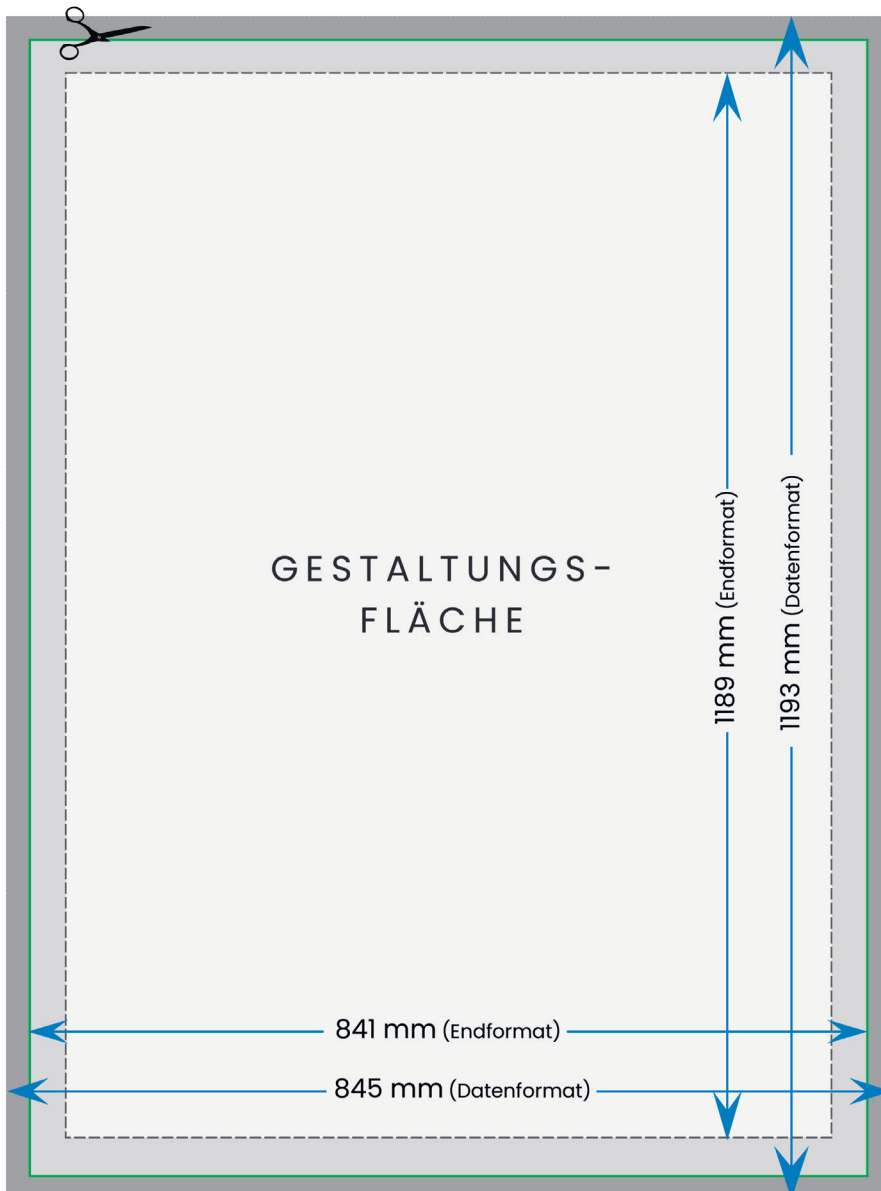 GESTALTUNGS-
FLÄCHE
1189 mm (Endformat)
1193 mm (Datenformat)
841 mm (Endformat)
845 mm (Datenformat)